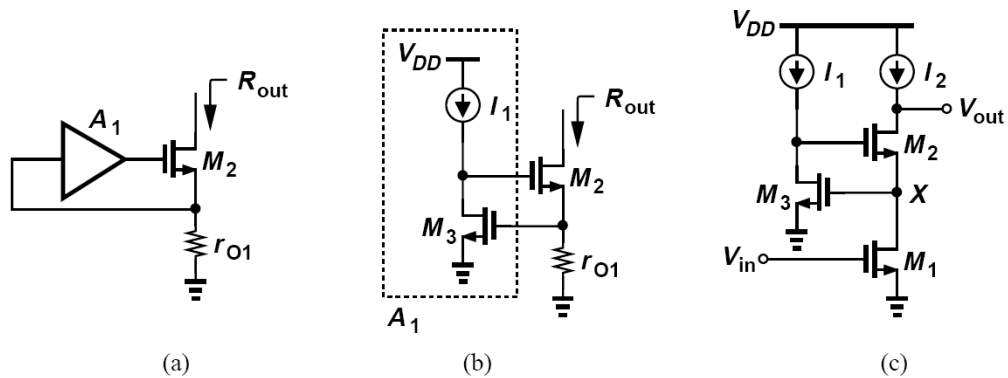 A1
Rout
M2
rO1
(a)
VDD
I1
Rout
M2
M3
rO1
A1
(b)
VDD
I1
I2
Vout
M2
M3
X
Vin
M1
(c)